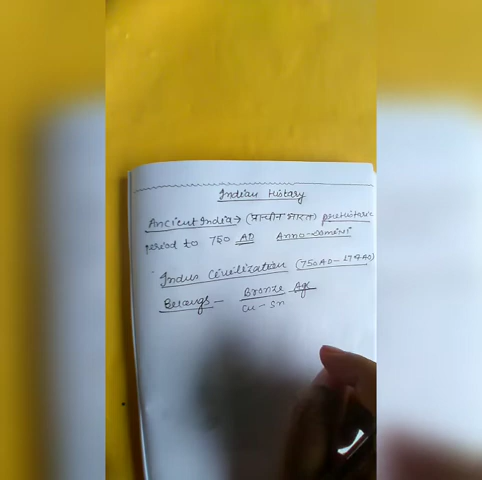 Indian History
Ancient India → (प्राचीन भारत) prehistoric
period to 750 AD Anno-Domini
Indus Civilization (750AD-
Belongs - Bronze Age
Cu - Sn